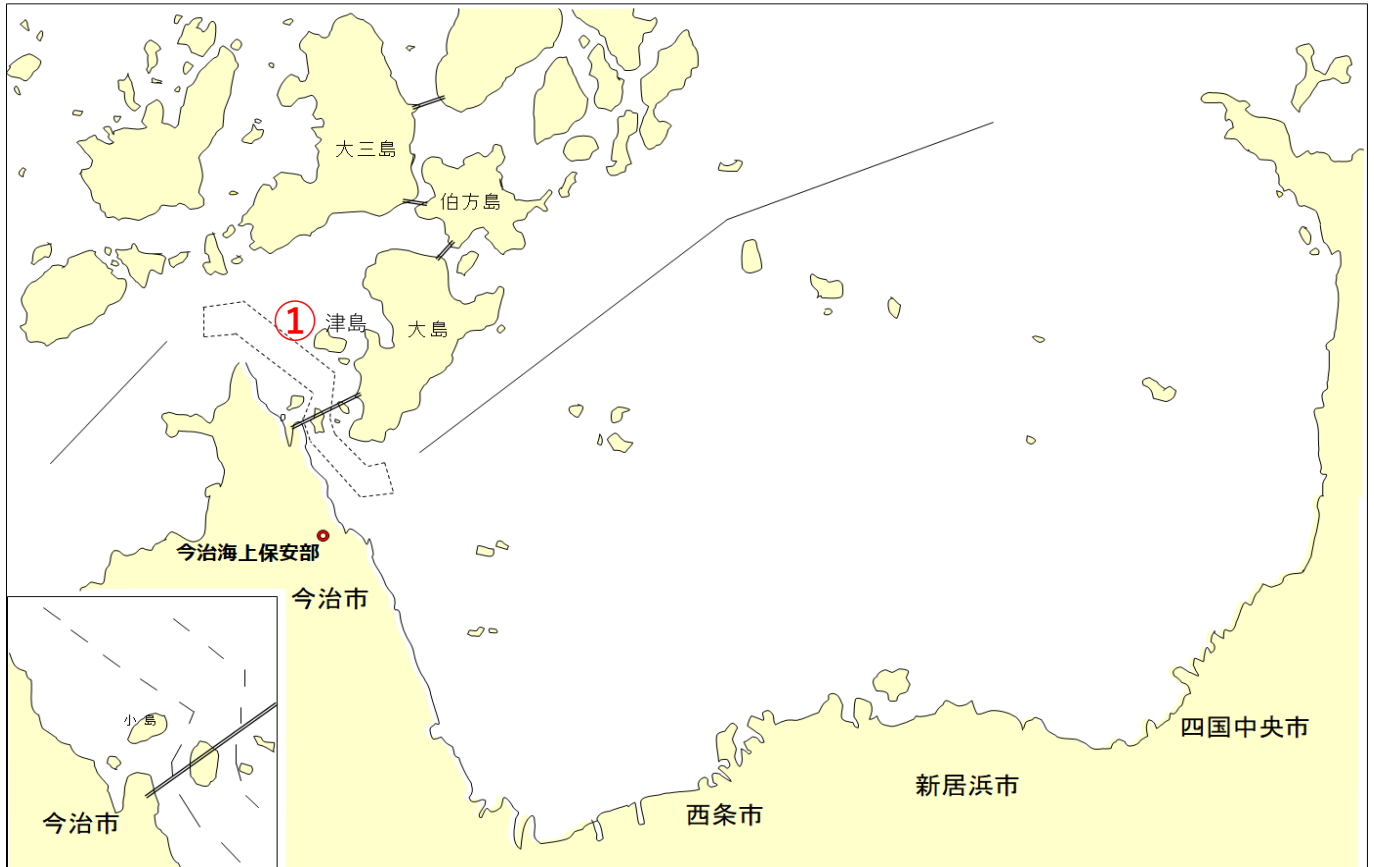 大三島
伯方島
① 津島
大島
今治海上保安部
今治市
小島
今治市
四国中央市
新居浜市
西条市